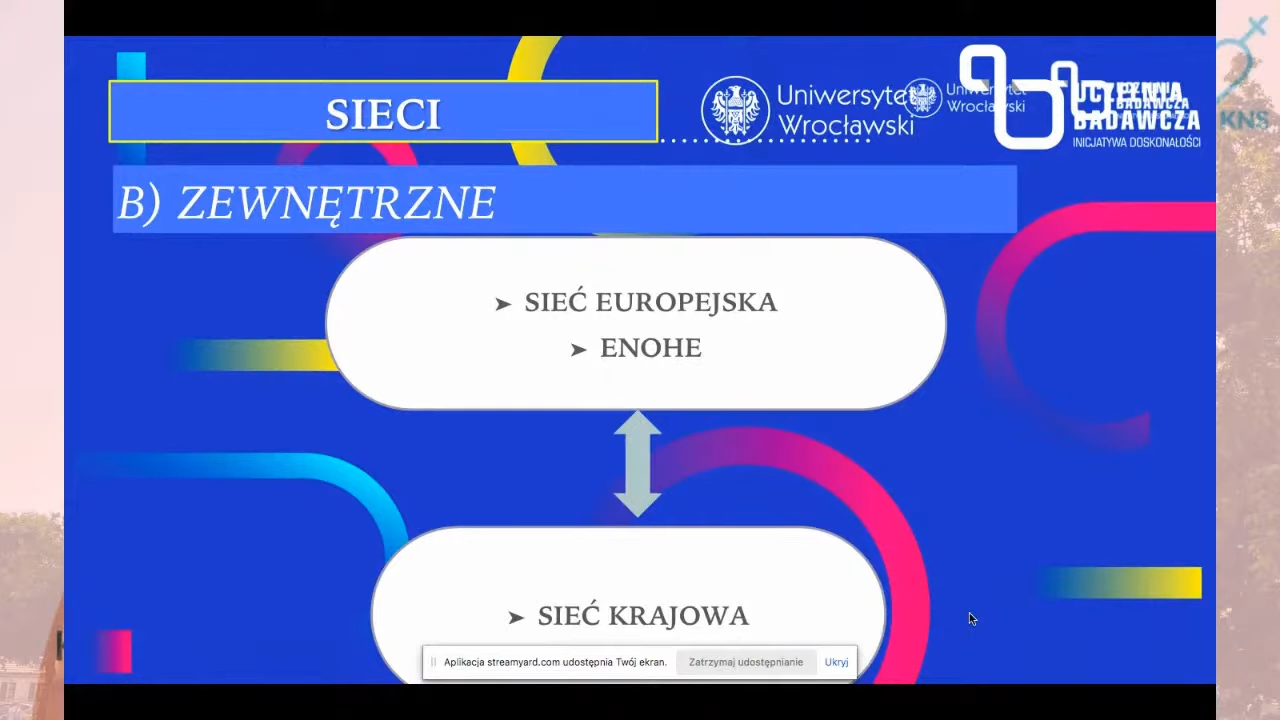 SIECI
Uniwersytet
Wrocławski
Uniwersytet
Wrocławski
UCZELNIA
BADAWCZA
BADAWCZA
INICJATYWA DOSKONAŁOŚCI
KNS
B) ZEWNĘTRZNE
➤ SIEĆ EUROPEJSKA
➤ ENOHE
➤ SIEĆ KRAJOWA
Aplikacja streamyard.com udostępnia Twój ekran.
Zatrzymaj udostępnianie
Ukryj